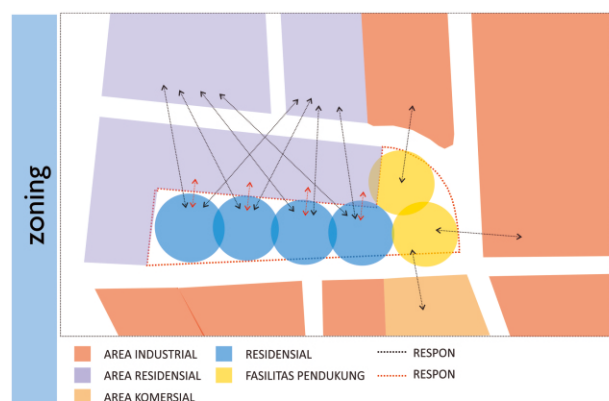 zoning
AREA INDUSTRIAL
AREA RESIDENSIAL
AREA KOMERSIAL
RESIDENSIAL
FASILITAS PENDUKUNG
RESPON
RESPON